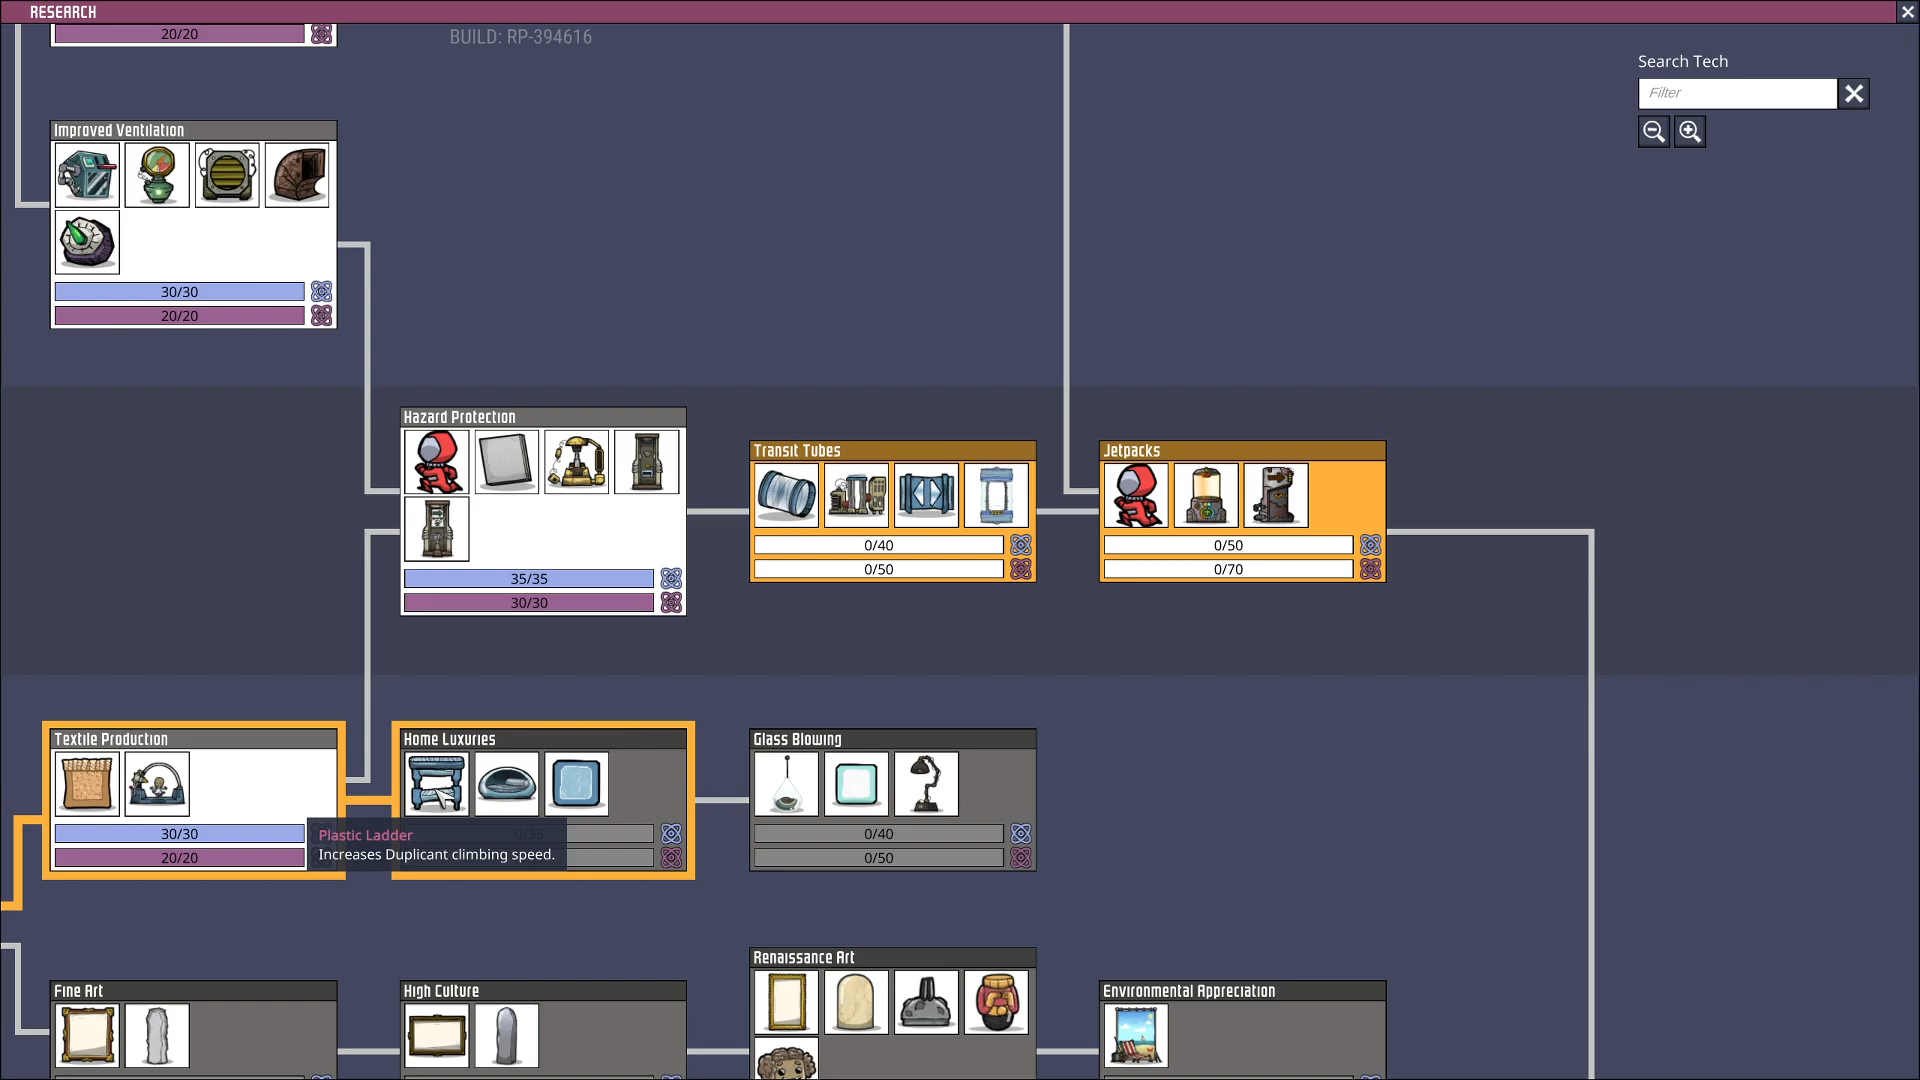 RESEARCH
20/20
BUILD: RP-394616
Search Tech
Filter
Improved Ventilation
30/30
20/20
Hazard Protection
35/35
30/30
Transit Tubes
0/40
0/50
Jetpacks
0/50
0/70
Textile Production
30/30
20/20
Home Luxuries
0/35
Plastic Ladder
Increases Duplicant climbing speed.
Glass Blowing
0/40
0/50
Fine Art
High Culture
Renaissance Art
Environmental Appreciation